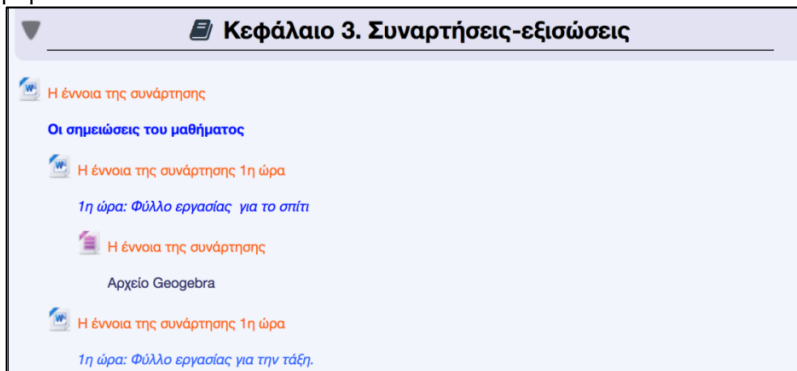 Κεφάλαιο 3. Συναρτήσεις-εξισώσεις
Η έννοια της συνάρτησης
Οι σημειώσεις του μαθήματος
Η έννοια της συνάρτησης 1η ώρα
1η ώρα: Φύλλο εργασίας για το σπίτι
Η έννοια της συνάρτησης
Αρχείο Geogebra
Η έννοια της συνάρτησης 1η ώρα
1η ώρα: Φύλλο εργασίας για την τάξη.